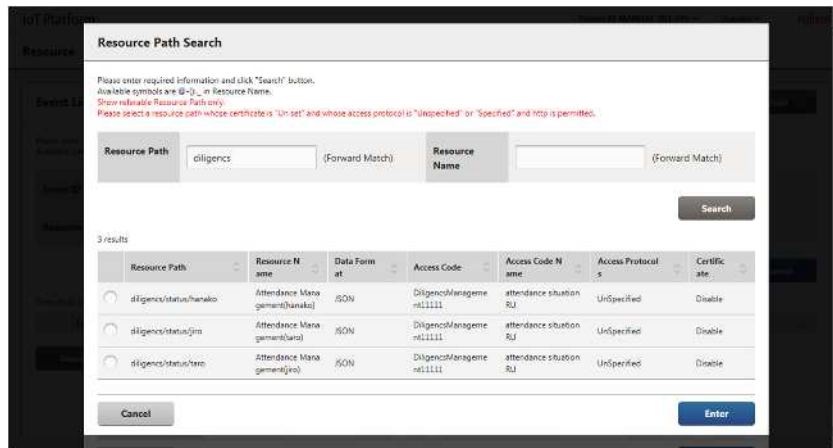 IoT Platform
Resource
Event Li
Resource Path Search
Please enter required information and click "Search" button.
Available symbols are @-().,_ in Resource Name.
Show referable Resource Path only.
Please select a resource path whose certificate is "Un set" and whose access protocol is "Unspecified" or "Specified" and http is permitted.
Resource Path diligencs (Forward Match) Resource Name (Forward Match)
Search
3 results
Resource Path Resource N ame Data Form at Access Code Access Code N ame Access Protocol s Certific ate
diligencs/status/hanako Attendance Mana gement(hanako) JSON DiligencsManageme nt11111 attendance situation RU UnSpecified Disable
diligencs/status/jiro Attendance Mana gement(taro) JSON DiligencsManageme nt11111 attendance situation RU UnSpecified Disable
diligencs/status/taro Attendance Mana gement(jiro) JSON DiligencsManageme nt11111 attendance situation RU UnSpecified Disable
Cancel Enter